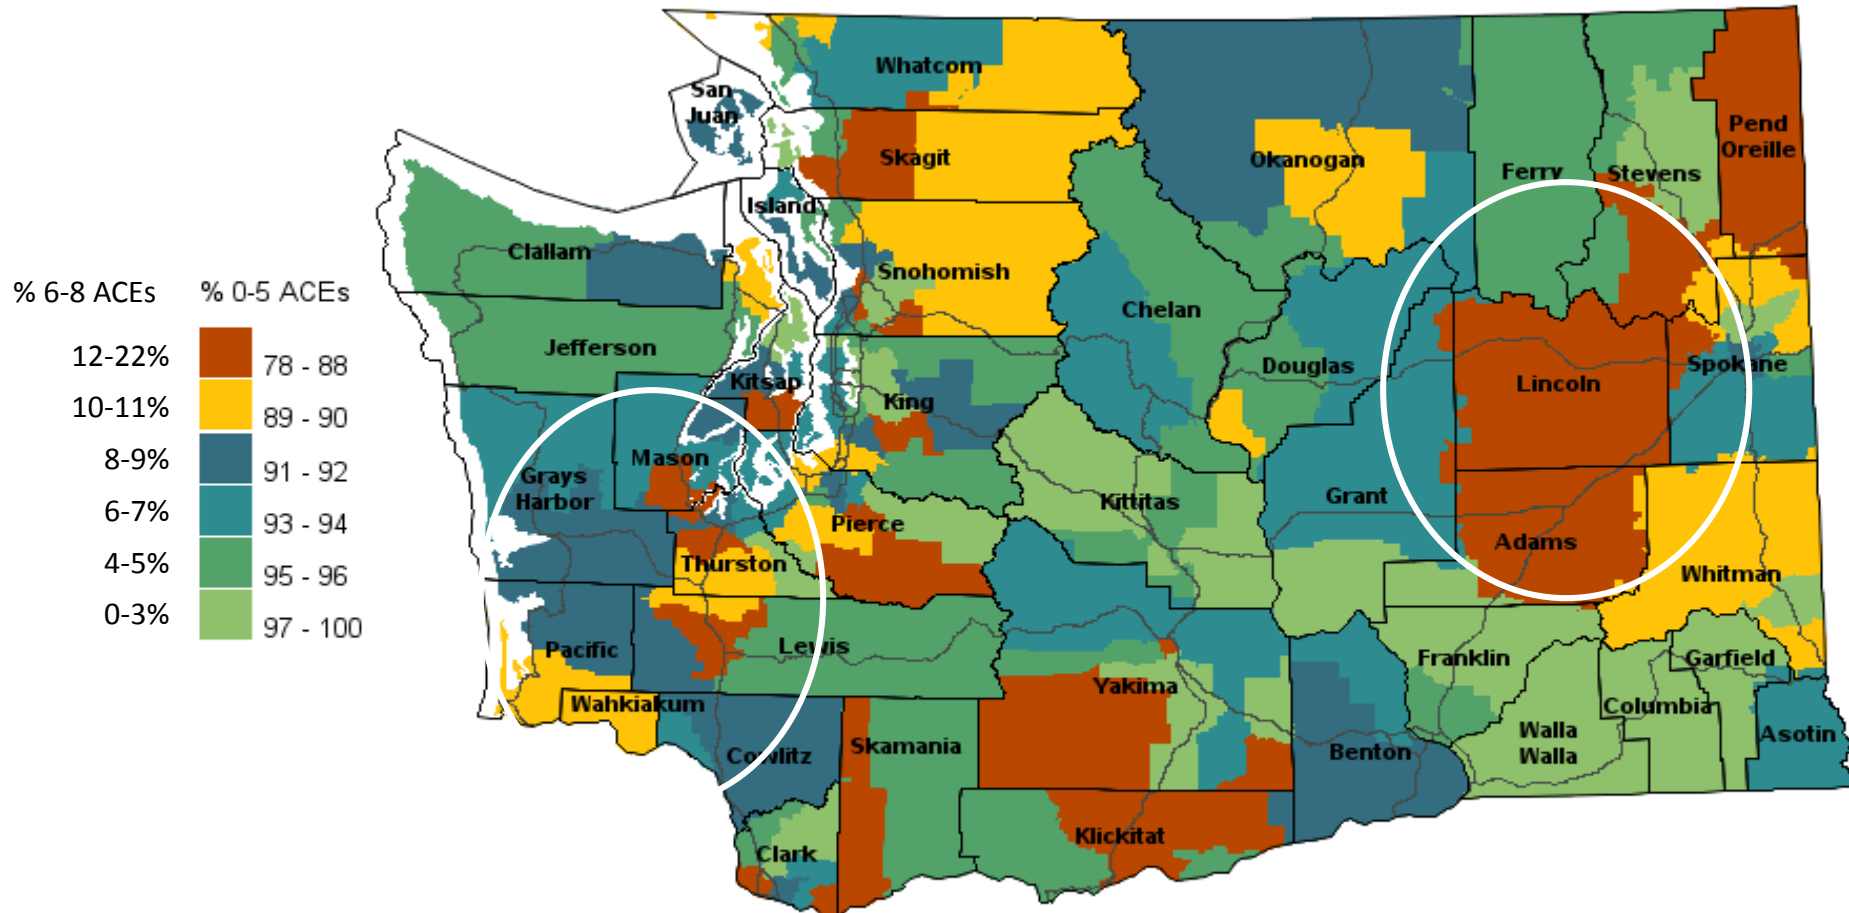 % 6-8 ACEs % 0-5 ACEs
12-22% 78 - 88
10-11% 89 - 90
8-9% 91 - 92
6-7% 93 - 94
4-5% 95 - 96
0-3% 97 - 100
Whatcom
San
Juan
Skagit
Island
Clallam
Snohomish
Jefferson
Kitsap
King
Mason
Grays
Harbor
Pierce
Thurston
Pacific
Lewis
Wahkiakum
Cowlitz
Skamania
Clark
Okanogan
Ferry
Stevens
Pend
Oreille
Chelan
Douglas
Lincoln
Spokane
Kittitas
Grant
Adams
Whitman
Yakima
Franklin
Garfield
Columbia
Walla
Walla
Asotin
Benton
Klickitat